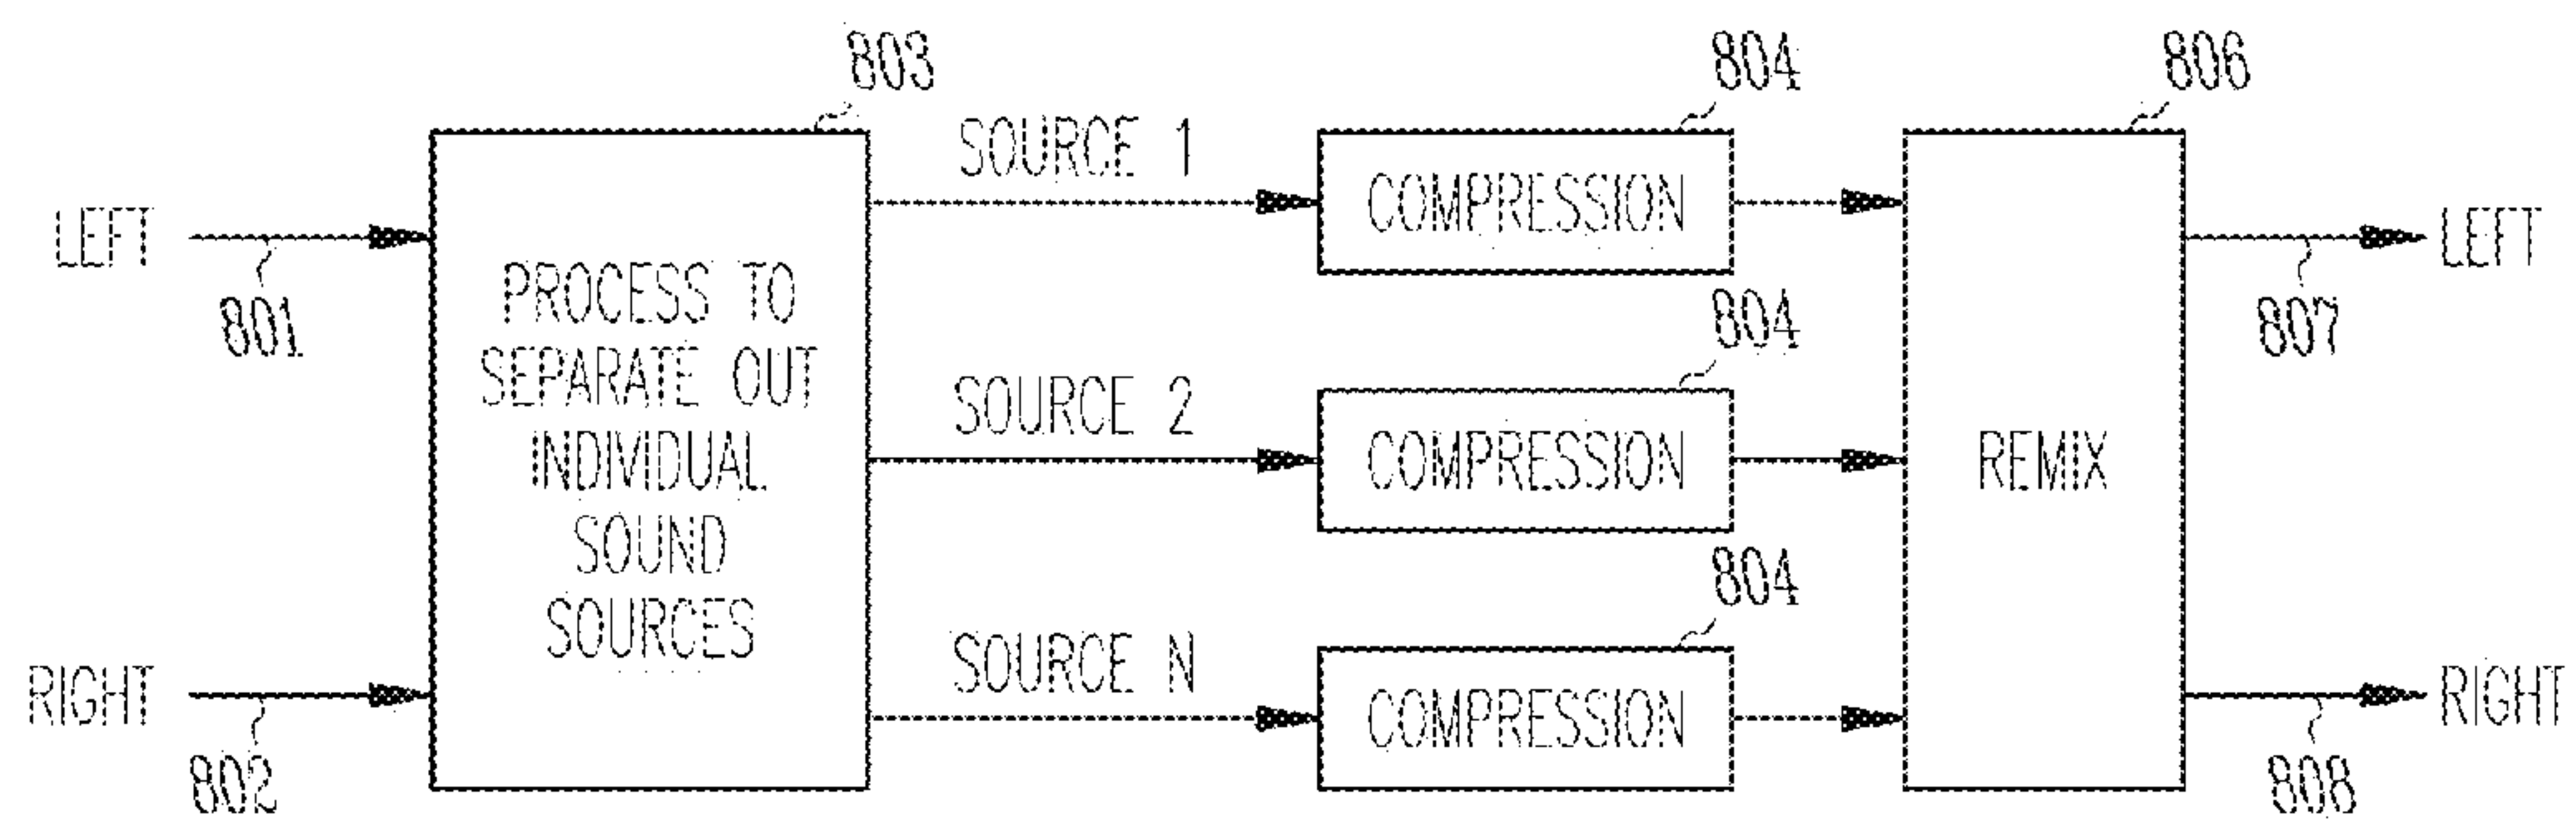 803
804
806
SOURCE 1
COMPRESSION
LEFT
801
PROCESS TO
SEPARATE OUT
INDIVIDUAL
SOUND
SOURCES
LEFT
807
804
SOURCE 2
COMPRESSION
REMIX
804
SOURCE N
COMPRESSION
RIGHT
802
RIGHT
808